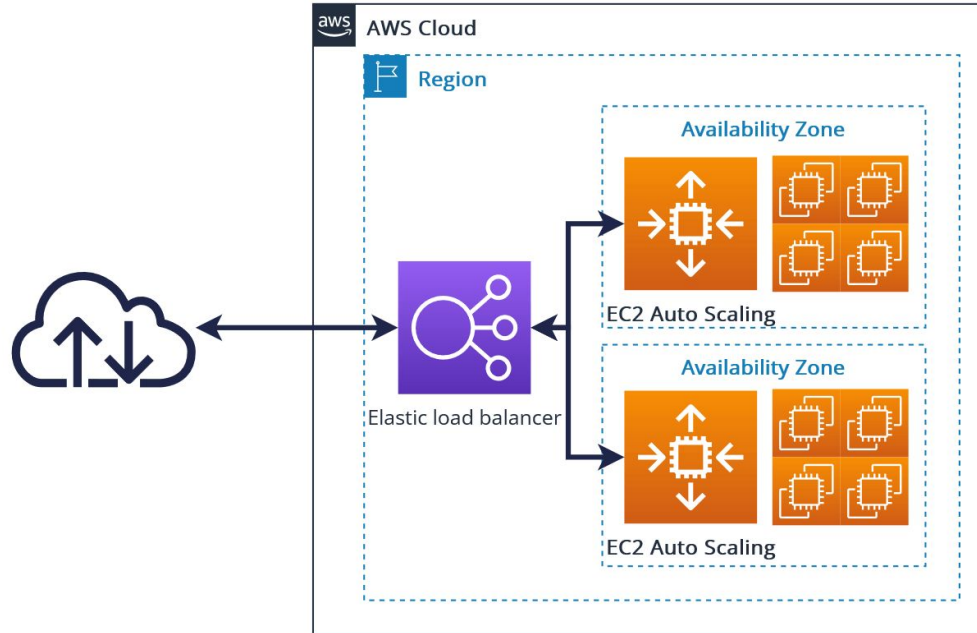 aws
AWS Cloud
Region
Availability Zone
EC2 Auto Scaling
Elastic load balancer
Availability Zone
EC2 Auto Scaling